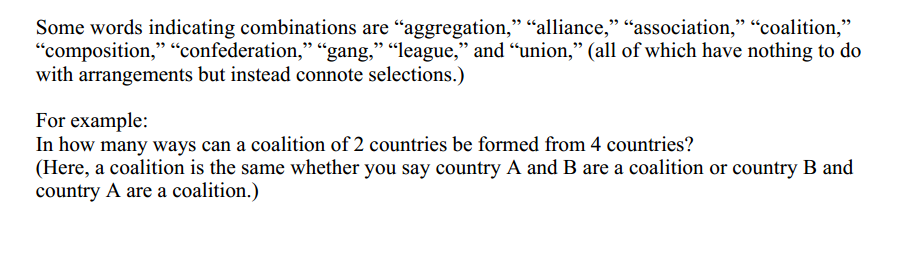 Some words indicating combinations are “aggregation,” “alliance,” “association,” “coalition,”
“composition,” “confederation,” “gang,” “league,” and “union,” (all of which have nothing to do
with arrangements but instead connote selections.)
For example:
In how many ways can a coalition of 2 countries be formed from 4 countries?
(Here, a coalition is the same whether you say country A and B are a coalition or country B and
country A are a coalition.)